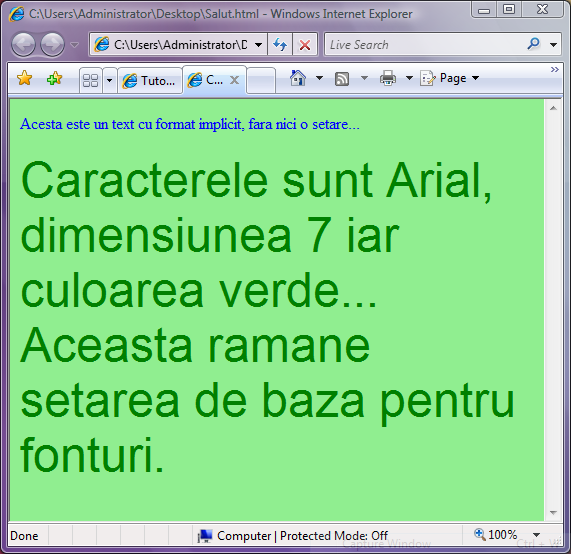 C:\Users\Administrator\Desktop\Salut.html - Windows Internet Explorer
C:\Users\Administrator\D
Live Search
Tuto...
C...
Page
Acesta este un text cu format implicit, fara nici o setare...
Caracterele sunt Arial,
dimensiunea 7 iar
culoarea verde...
Aceasta ramane
setarea de baza pentru
fonturi.
Done
Computer | Protected Mode: Off
100%
Capture Window